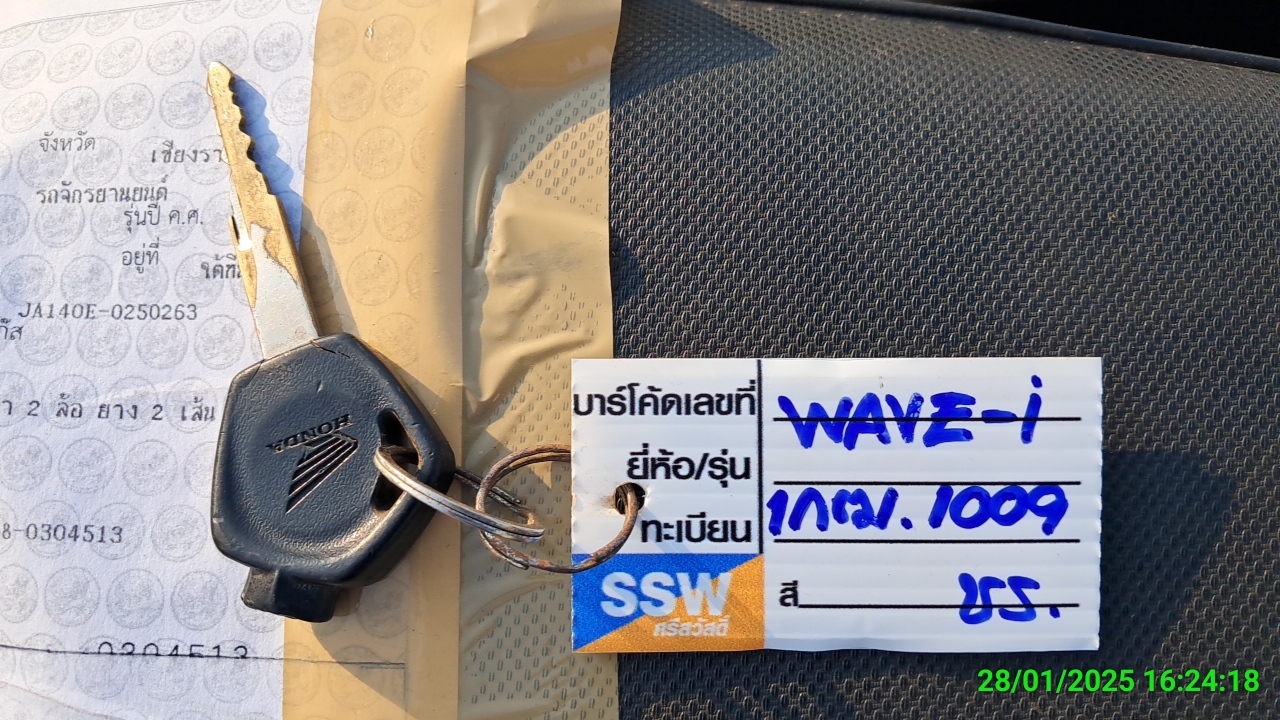 จังหวัด
เชียงรา
รถจักรยานยนต์
รุ่นปี ค.ศ.
อยู่ที่
ใต้
JA140E-0250263
2 ล้อ ยาง 2 เส้น
8-0304513
0304513
HONDA
บาร์โค้ดเลขที่
WAVE-i
ยี่ห้อ/รุ่น
ทะเบียน 1กฒ. 1009
SSW
ศรีสวัสดิ์
สี ชร.
28/01/2025 16:24:18